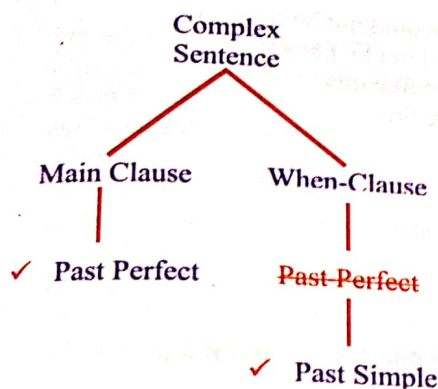 Complex
Sentence
Main Clause
When-Clause
✓ Past Perfect
Past Perfect
✓ Past Simple